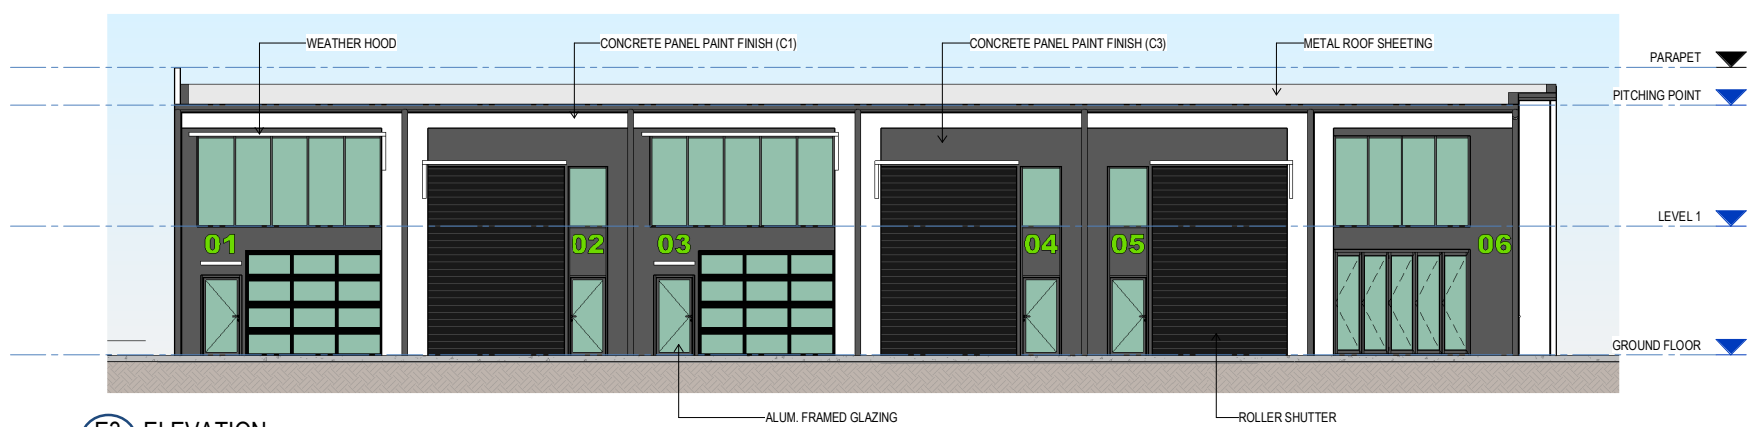 WEATHER HOOD
CONCRETE PANEL PAINT FINISH (C1)
CONCRETE PANEL PAINT FINISH (C3)
METAL ROOF SHEETING
PARAPET
PITCHING POINT
LEVEL 1
01
02
03
04
05
06
GROUND FLOOR
ALUM. FRAMED GLAZING
ROLLER SHUTTER
ELEVATION